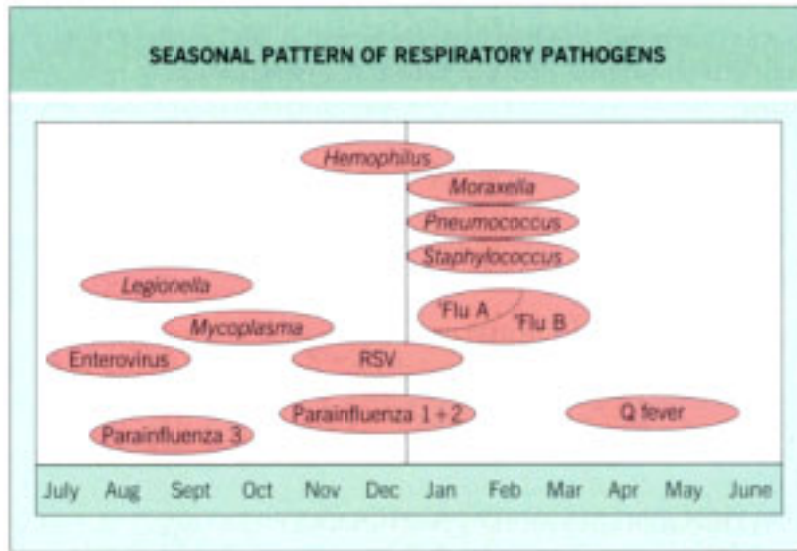 SEASONAL PATTERN OF RESPIRATORY PATHOGENS
Hemophilus
Moraxella
Pneumococcus
Staphylococcus
Legionella
'Flu A
Mycoplasma
'Flu B
Enterovirus
RSV
Parainfluenza 1+2
Q fever
Parainfluenza 3
July Aug Sept Oct Nov Dec Jan Feb Mar Apr May June